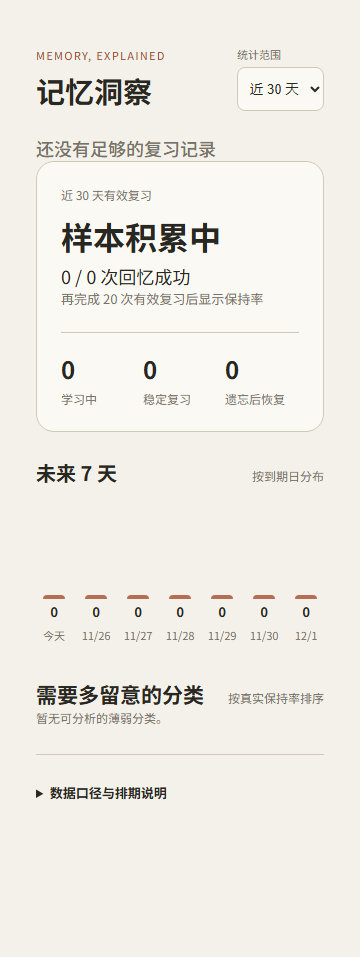 MEMORY, EXPLAINED
记忆洞察
统计范围
近 30 天
还没有足够的复习记录
近 30 天有效复习
样本积累中
0 / 0 次回忆成功
再完成 20 次有效复习后显示保持率
0 0 0
学习中 稳定复习 遗忘后恢复
未来 7 天 按到期日分布
0 0 0 0 0 0 0
今天 11/26 11/27 11/28 11/29 11/30 12/1
需要多留意的分类 按真实保持率排序
暂无可分析的薄弱分类。
数据口径与排期说明